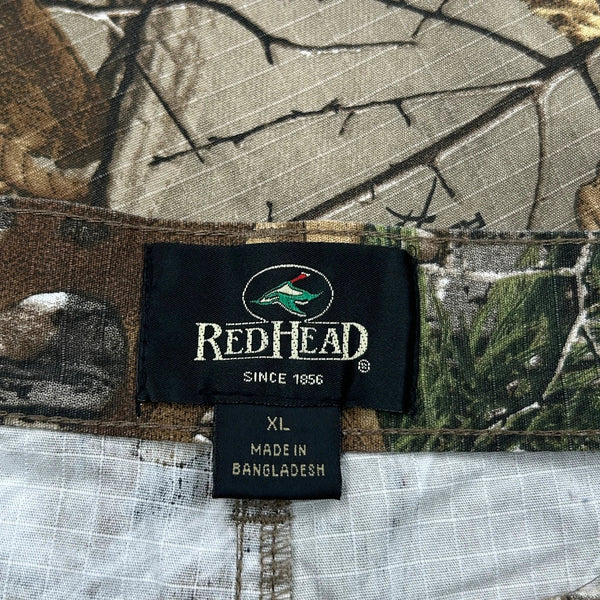 REDHEAD®
SINCE 1856
XL
MADE IN
BANGLADESH